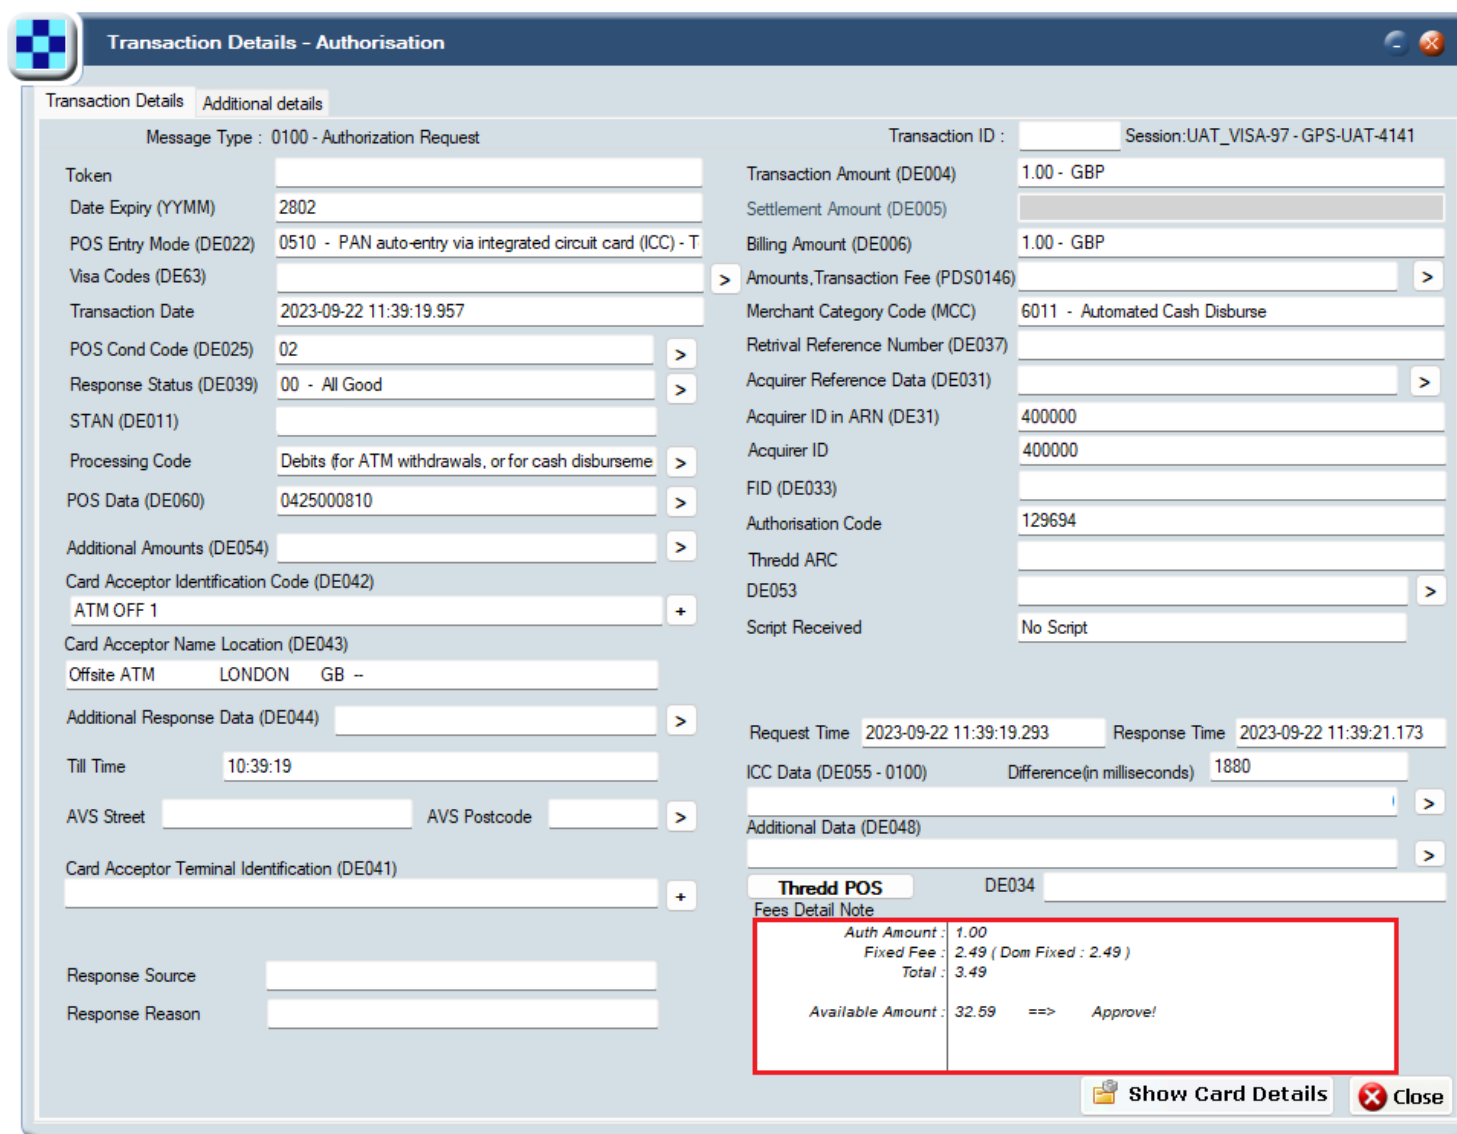 Transaction Details - Authorisation
Transaction Details
Additional details
Message Type : 0100 - Authorization Request
Token
Date Expiry (YYMM) 2802
POS Entry Mode (DE022) 0510 - PAN auto-entry via integrated circuit card (ICC) - T
Visa Codes (DE63) >
Transaction Date 2023-09-22 11:39:19.957
POS Cond Code (DE025) 02 >
Response Status (DE039) 00 - All Good >
STAN (DE011)
Processing Code Debits (for ATM withdrawals, or for cash disburseme >
POS Data (DE060) 0425000810 >
Additional Amounts (DE054) >
Card Acceptor Identification Code (DE042)
ATM OFF 1 +
Card Acceptor Name Location (DE043)
Offsite ATM LONDON GB --
Additional Response Data (DE044) >
Till Time 10:39:19
AVS Street AVS Postcode >
Card Acceptor Terminal Identification (DE041)
+
Response Source
Response Reason
Transaction ID : Session:UAT_VISA-97 - GPS-UAT-4141
Transaction Amount (DE004) 1.00 - GBP
Settlement Amount (DE005)
Billing Amount (DE006) 1.00 - GBP
Amounts,Transaction Fee (PDS0146) >
Merchant Category Code (MCC) 6011 - Automated Cash Disburse
Retrival Reference Number (DE037)
Acquirer Reference Data (DE031) >
Acquirer ID in ARN (DE31) 400000
Acquirer ID 400000
FID (DE033)
Authorisation Code 129694
Thredd ARC
DE053 >
Script Received No Script
Request Time 2023-09-22 11:39:19.293 Response Time 2023-09-22 11:39:21.173
ICC Data (DE055 - 0100) Difference(in milliseconds) 1880
>
Additional Data (DE048)
>
Thredd POS DE034
Fees Detail Note
Auth Amount : 1.00
Fixed Fee : 2.49 ( Dom Fixed : 2.49 )
Total : 3.49
Available Amount : 32.59 ==> Approve!
Show Card Details Close